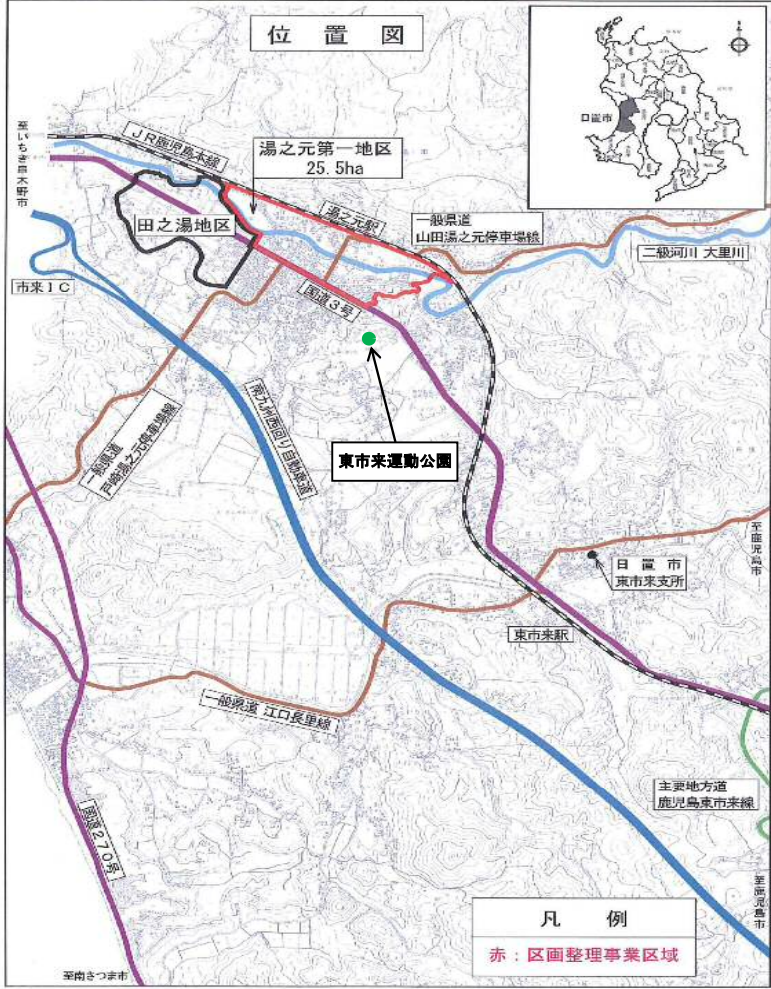 位置図
日置市
至いちき串木野市
JR鹿児島本線
湯之元第一地区
25.5ha
田之湯地区
湯之元駅
一般県道
山田湯之元停車場線
二級河川 大里川
市来IC
国道3号
一般県道
戸崎湯之元停車場線
南九州西回り自動車道
東市来運動公園
至鹿児島市
日置市
東市来支所
東市来駅
一般県道 江口長里線
主要地方道
鹿児島東市来線
国道270号
至鹿児島市
凡例
赤：区画整理事業区域
至南さつま市